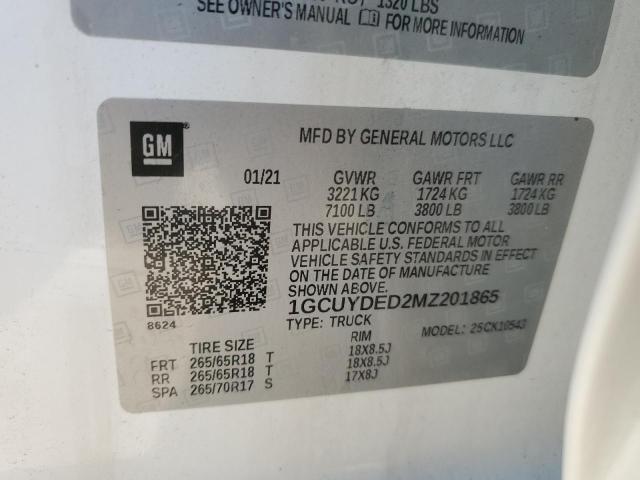 1320 LBS
SEE OWNER'S MANUAL FOR MORE INFORMATION
GM
MFD BY GENERAL MOTORS LLC
01/21 GVWR GAWR FRT GAWR RR
3221 KG 1724 KG 1724 KG
7100 LB 3800 LB 3800 LB
THIS VEHICLE CONFORMS TO ALL
APPLICABLE U.S. FEDERAL MOTOR
VEHICLE SAFETY STANDARDS IN EFFECT
ON THE DATE OF MANUFACTURE
SHOWN ABOVE.
1GCUYDED2MZ201865
8624
TYPE: TRUCK MODEL: 25CK10543
TIRE SIZE RIM
FRT 265/65R18 T 18X8.5J
RR 265/65R18 T 18X8.5J
SPA 265/70R17 S 17X8J